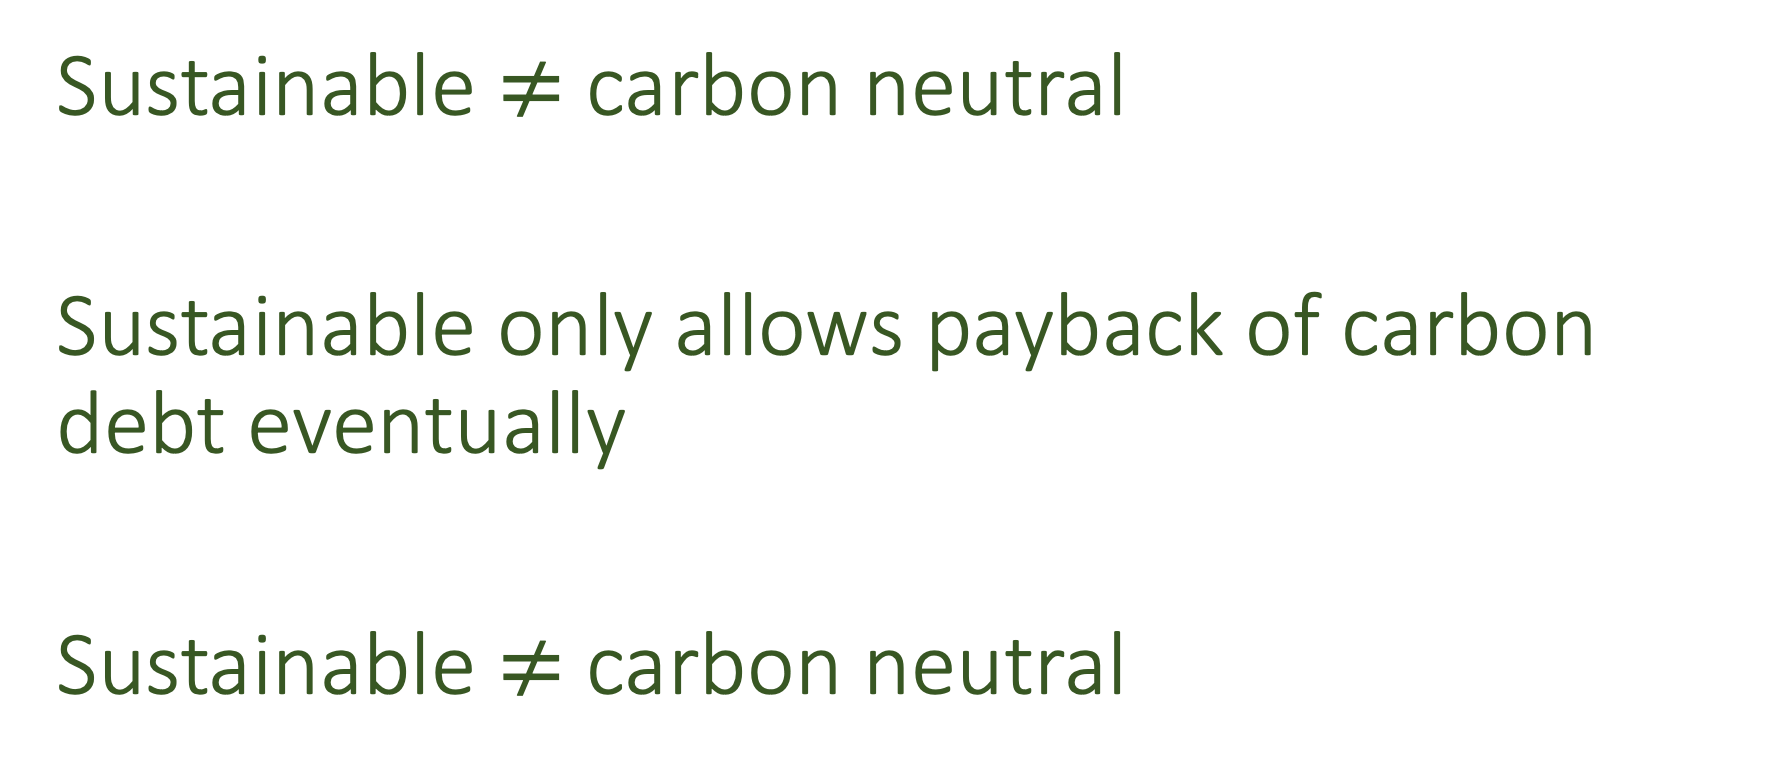 Sustainable ≠ carbon neutral
Sustainable only allows payback of carbon
debt eventually
Sustainable ≠ carbon neutral